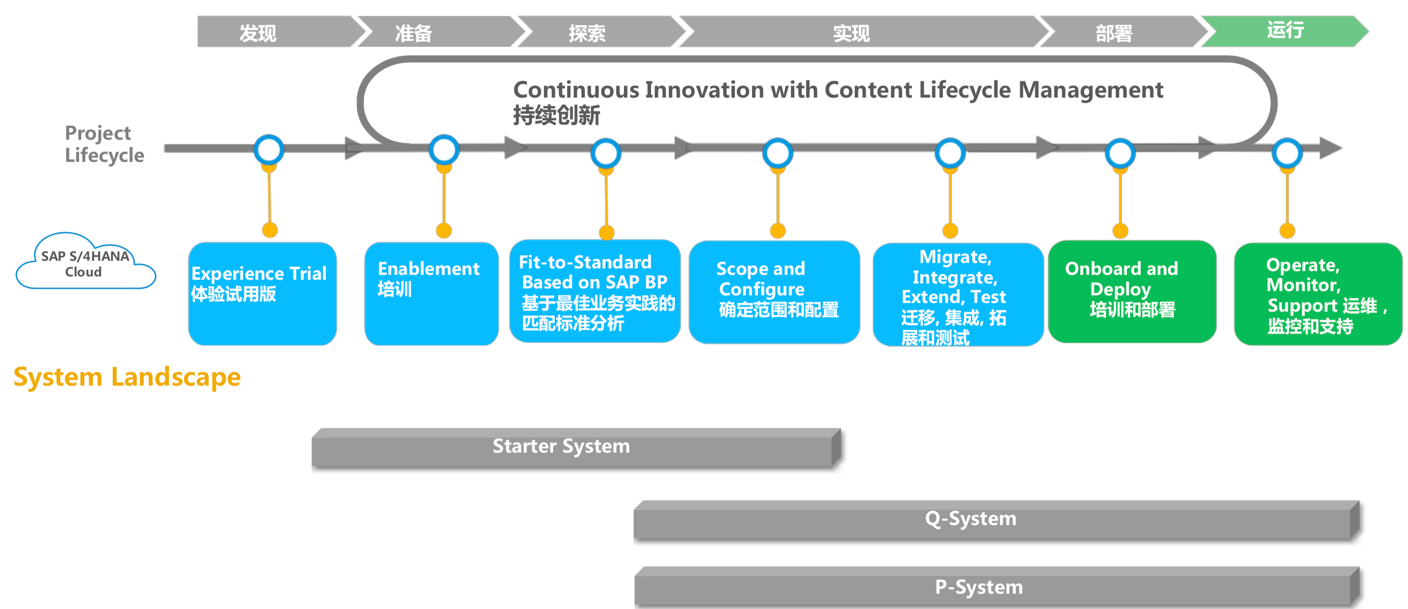 发现
准备
探索
实现
部署
运行
Continuous Innovation with Content Lifecycle Management
持续创新
Project
Lifecycle
SAP S/4HANA
Cloud
Experience Trial
体验试用版
Enablement
培训
Fit-to-Standard
Based on SAP BP
基于最佳业务实践的
匹配标准分析
Scope and
Configure
确定范围和配置
Migrate,
Integrate,
Extend, Test
迁移, 集成, 拓
展和测试
Onboard and
Deploy
培训和部署
Operate,
Monitor,
Support 运维 ,
监控和支持
System Landscape
Starter System
Q-System
P-System